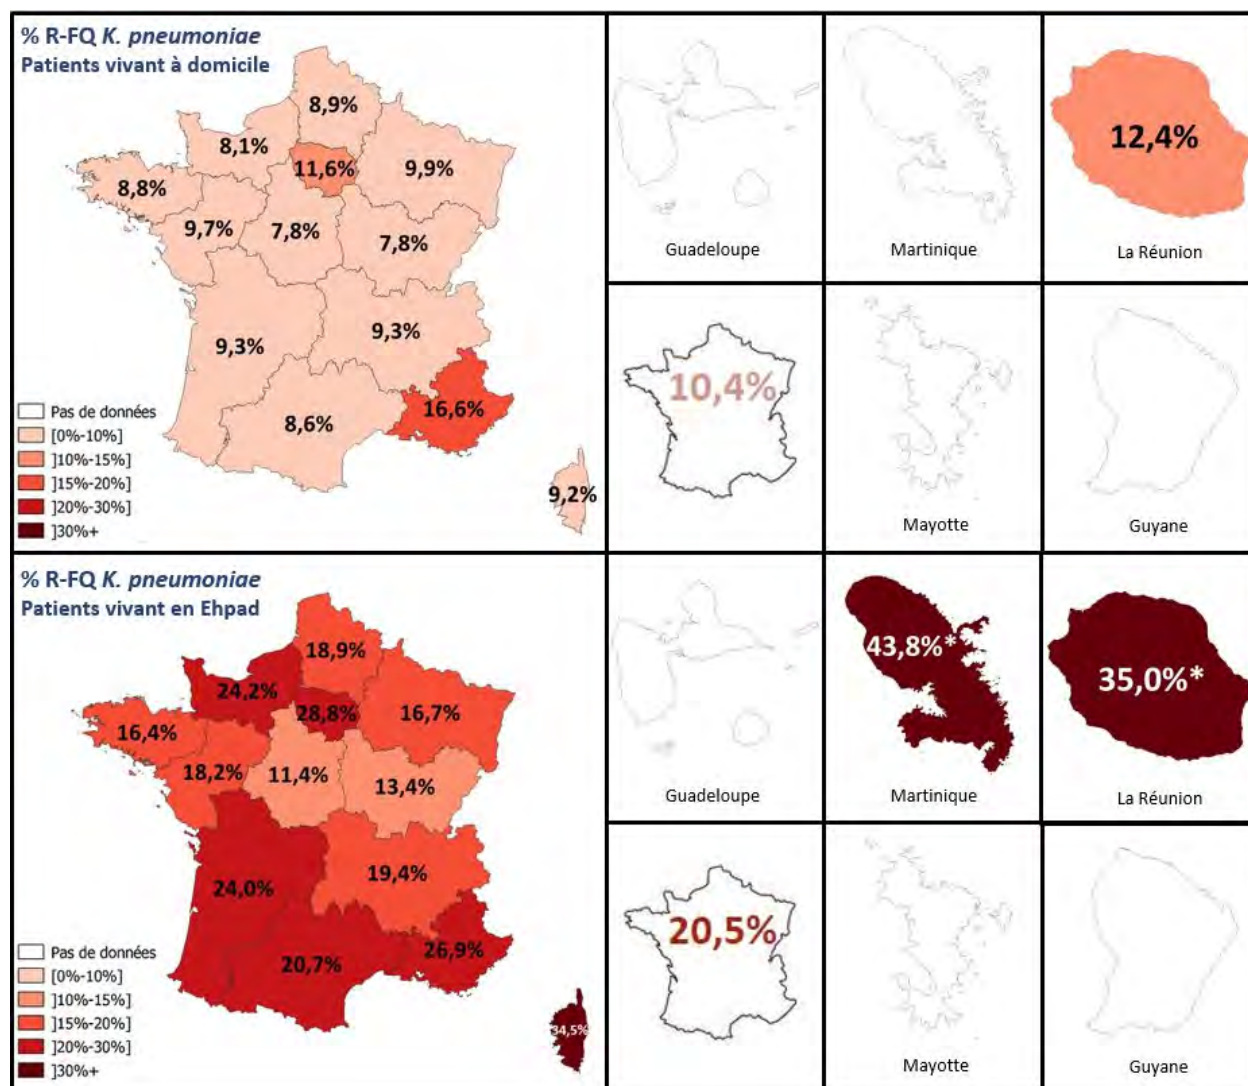 % R-FQ K. pneumoniae
Patients vivant à domicile
8,9%
8,1%
11,6%
9,9%
8,8%
9,7%
7,8%
7,8%
9,3%
9,3%
16,6%
8,6%
9,2%
Pas de données
[0%-10%]
]10%-15%]
]15%-20%]
]20%-30%]
]30%+
Guadeloupe
Martinique
12,4%
La Réunion
10,4%
Mayotte
Guyane
% R-FQ K. pneumoniae
Patients vivant en Ehpad
18,9%
24,2%
28,8%
16,7%
16,4%
18,2%
11,4%
13,4%
24,0%
19,4%
26,9%
20,7%
34,5%
Pas de données
[0%-10%]
]10%-15%]
]15%-20%]
]20%-30%]
]30%+
Guadeloupe
43,8%*
Martinique
35,0%*
La Réunion
20,5%
Mayotte
Guyane